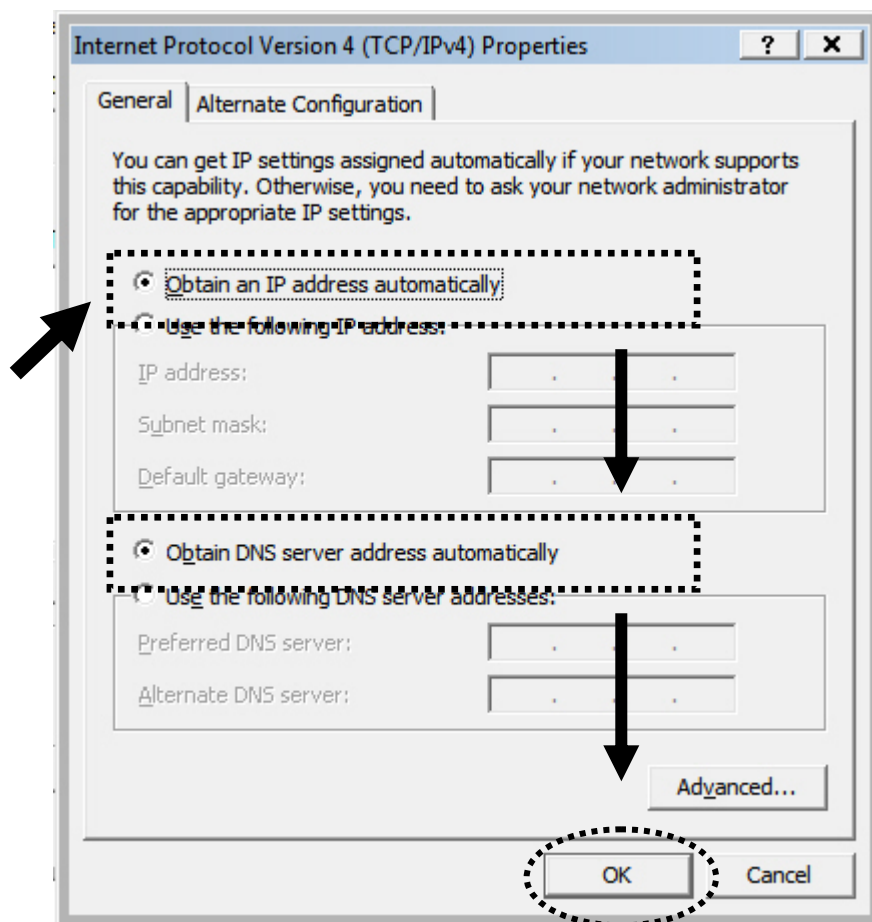 Internet Protocol Version 4 (TCP/IPv4) Properties
General
Alternate Configuration
You can get IP settings assigned automatically if your network supports
this capability. Otherwise, you need to ask your network administrator
for the appropriate IP settings.
Obtain an IP address automatically
Use the following IP address:
IP address:
Subnet mask:
Default gateway:
Obtain DNS server address automatically
Use the following DNS server addresses:
Preferred DNS server:
Alternate DNS server:
Advanced...
OK
Cancel